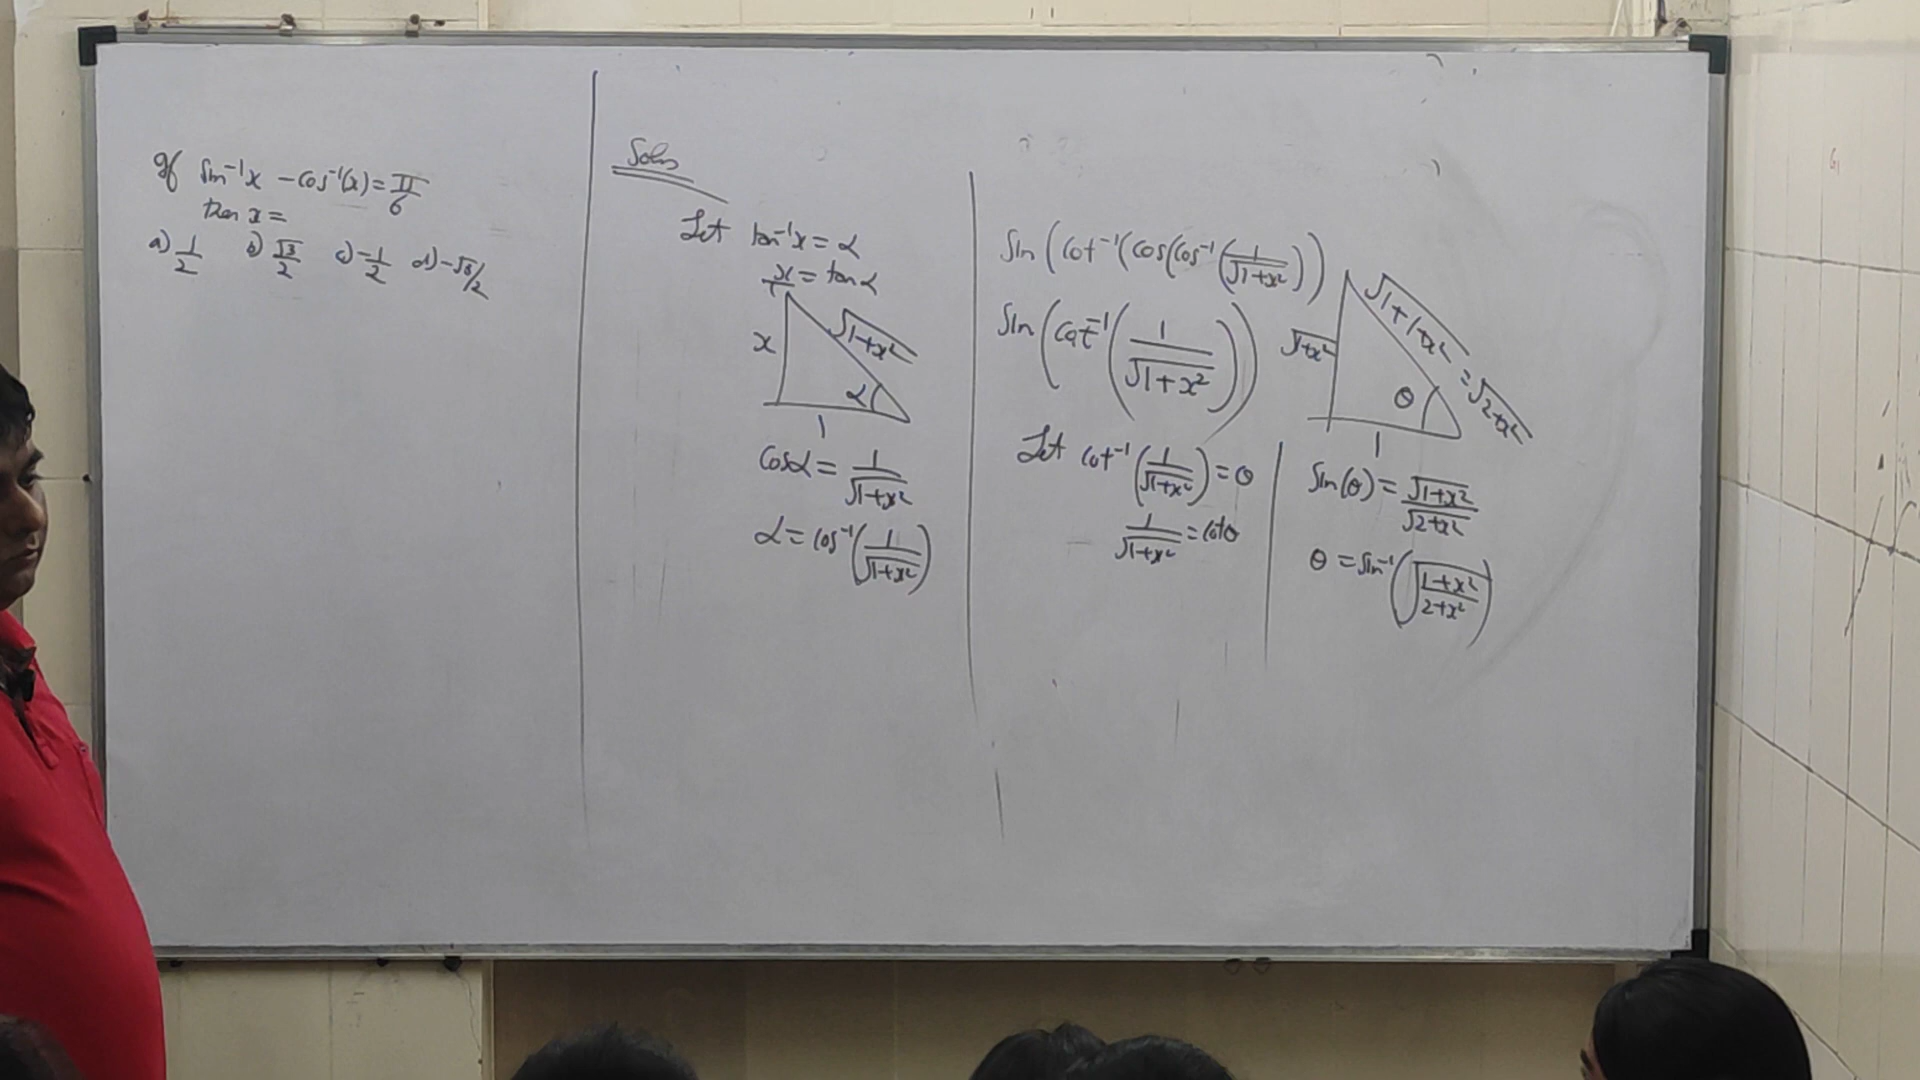 If sin⁻¹x - cos⁻¹(x) = π/6
then x =
a) 1/2 b) √3/2 c) -1/2 d) -√3/2
Soln
Let tan⁻¹x = α
x/1 = tanα
x √1+x²
α
1
cosα = 1/√1+x²
α = cos⁻¹(1/√1+x²)
sin(cot⁻¹(cos(cos⁻¹(1/√1+x²))
sin(cot⁻¹(1/√1+x²))
Let cot⁻¹(1/√1+x²) = θ
1/√1+x² = cotθ
√1+x² √1+1+x² = √2+x²
θ
1
sin(θ) = √1+x²/√2+x²
θ = sin⁻¹(√(1+x²/2+x²))